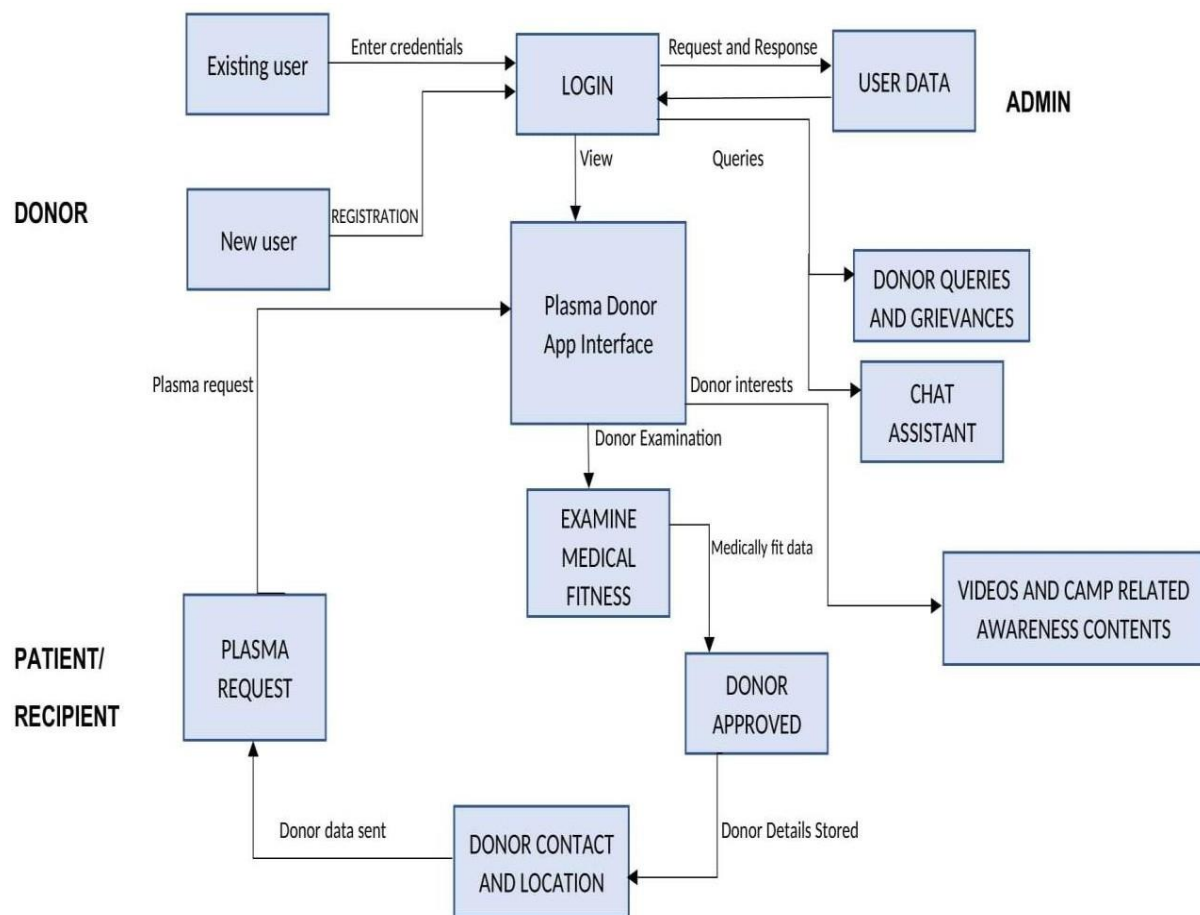 Existing user
Enter credentials
LOGIN
Request and Response
USER DATA
ADMIN
View
Queries
DONOR
New user
REGISTRATION
Plasma Donor
App Interface
DONOR QUERIES
AND GRIEVANCES
Plasma request
Donor interests
CHAT
ASSISTANT
Donor Examination
EXAMINE
MEDICAL
FITNESS
Medically fit data
VIDEOS AND CAMP RELATED
AWARENESS CONTENTS
PATIENT/
RECIPIENT
PLASMA
REQUEST
DONOR
APPROVED
Donor data sent
DONOR CONTACT
AND LOCATION
Donor Details Stored